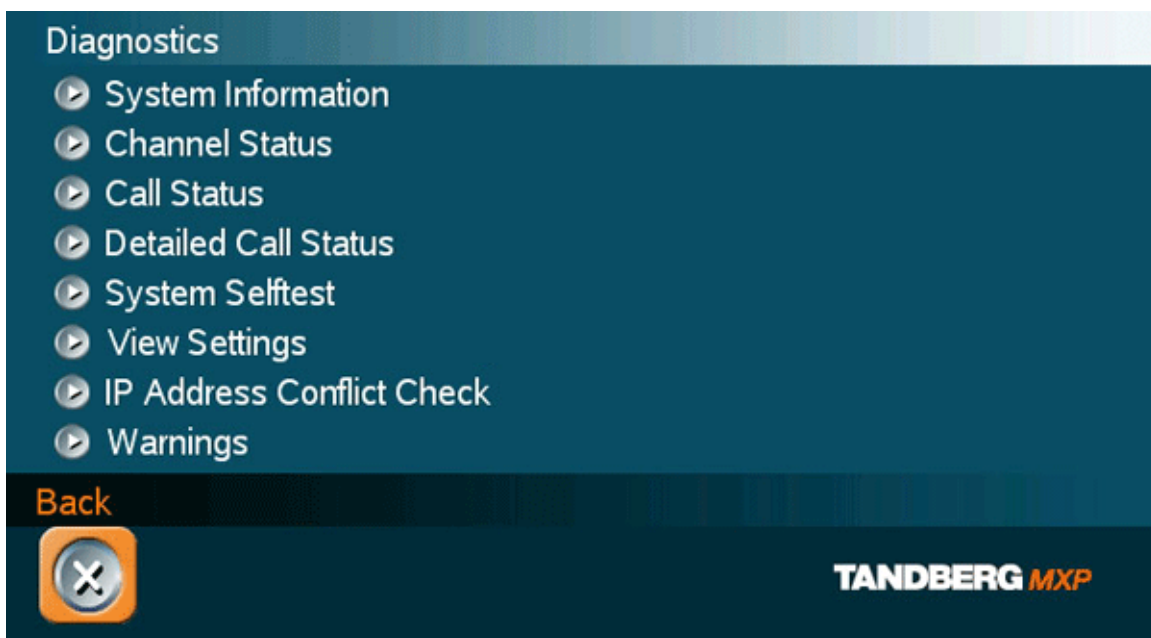 Diagnostics
System Information
Channel Status
Call Status
Detailed Call Status
System Selftest
View Settings
IP Address Conflict Check
Warnings
Back
TANDBERG MXP